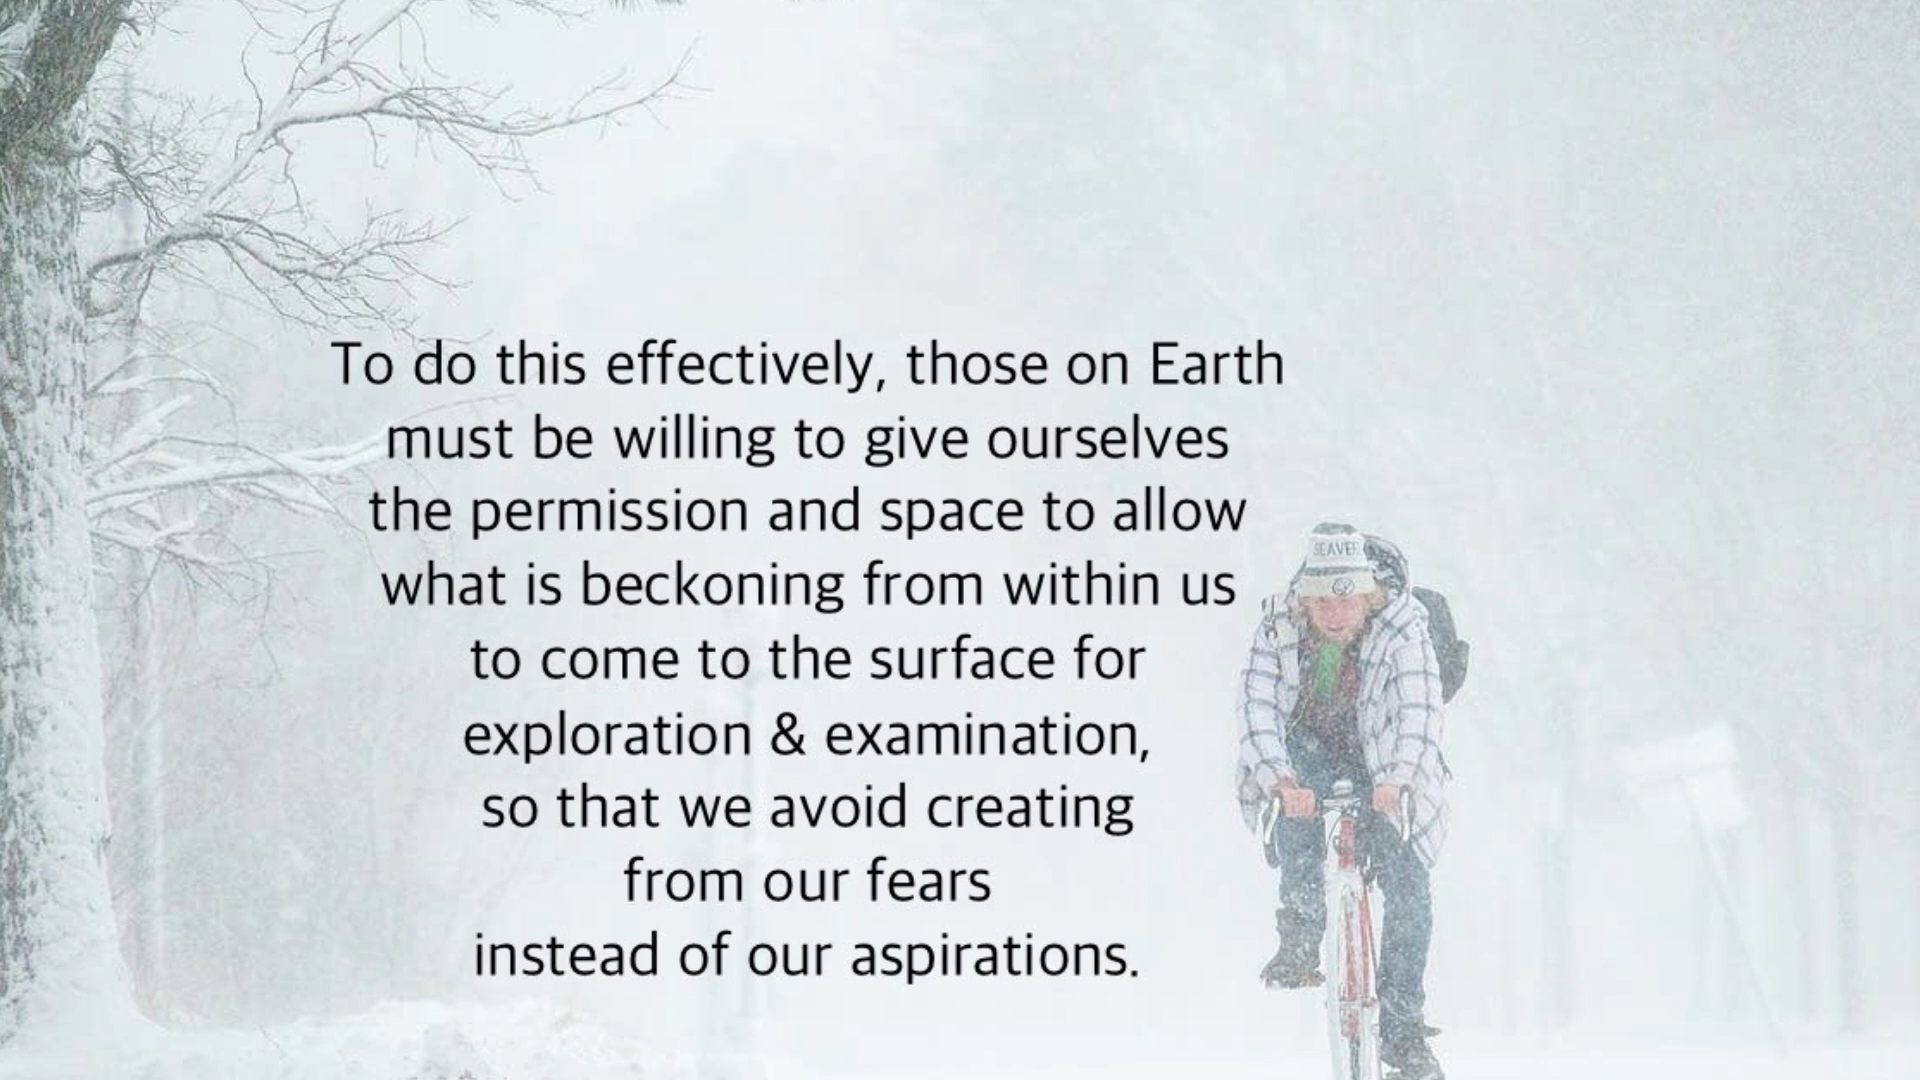 To do this effectively, those on Earth
must be willing to give ourselves
the permission and space to allow
what is beckoning from within us
to come to the surface for
exploration & examination,
so that we avoid creating
from our fears
instead of our aspirations.